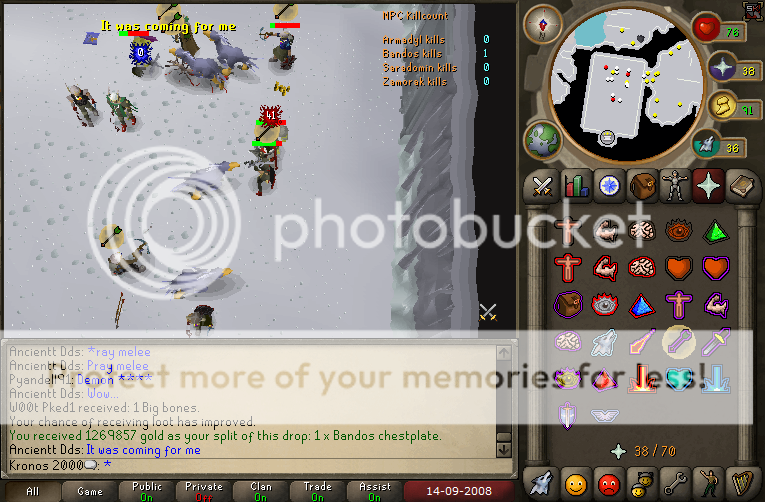 It was coming for me
NPC Killcount
Armadyl kills 0
Bandos kills 1
Saradomin kills 0
Zamorak kills 0
0
41
76
38
91
36
photobucket
Protect more of your memories for less!
Ancientt Dds: *ray melee
Ancientt Dds: Pray melee
Demon ****
Ancientt Dds: Wow...
W00t Pked1 received: 1 Big bones.
Your chance of receiving loot has improved.
You received 1269857 gold as your split of this drop: 1 x Bandos chestplate.
Ancientt Dds: It was coming for me
Kronos 2000: *
38 / 70
All Game Public On Private Off Clan On Trade On Assist On 14-09-2008